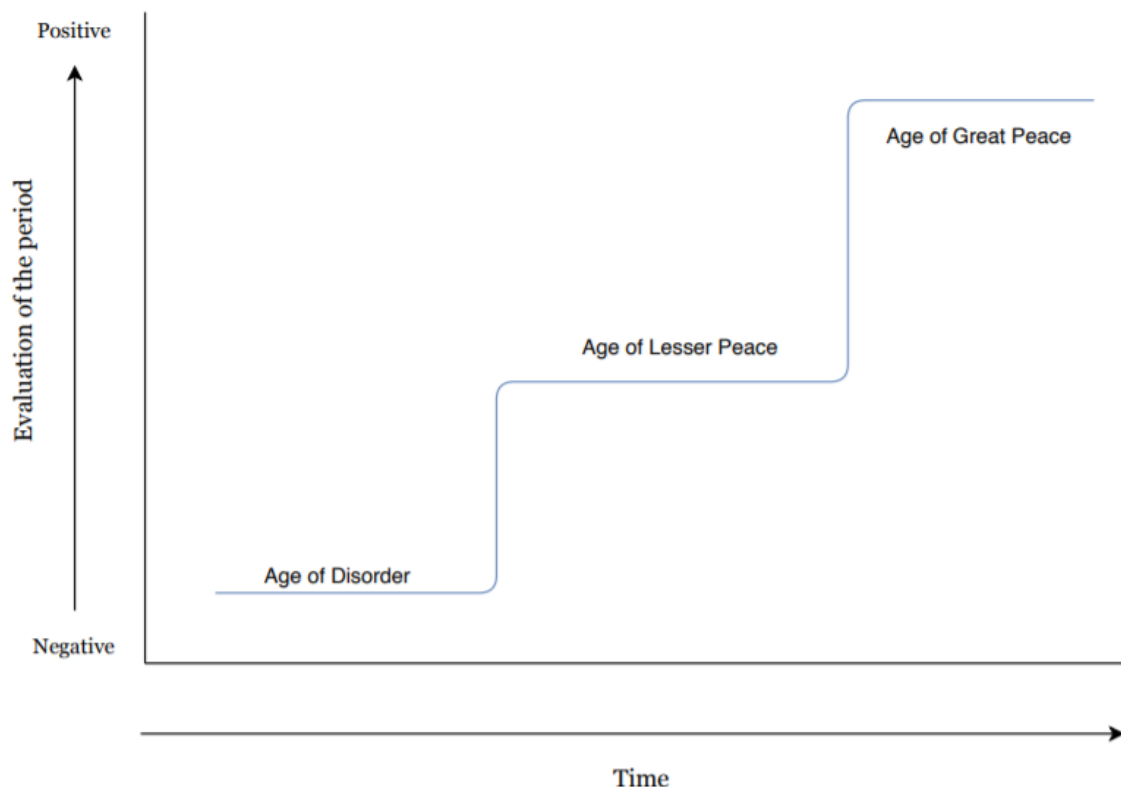 Positive
Age of Great Peace
Evaluation of the period
Age of Lesser Peace
Age of Disorder
Negative
Time